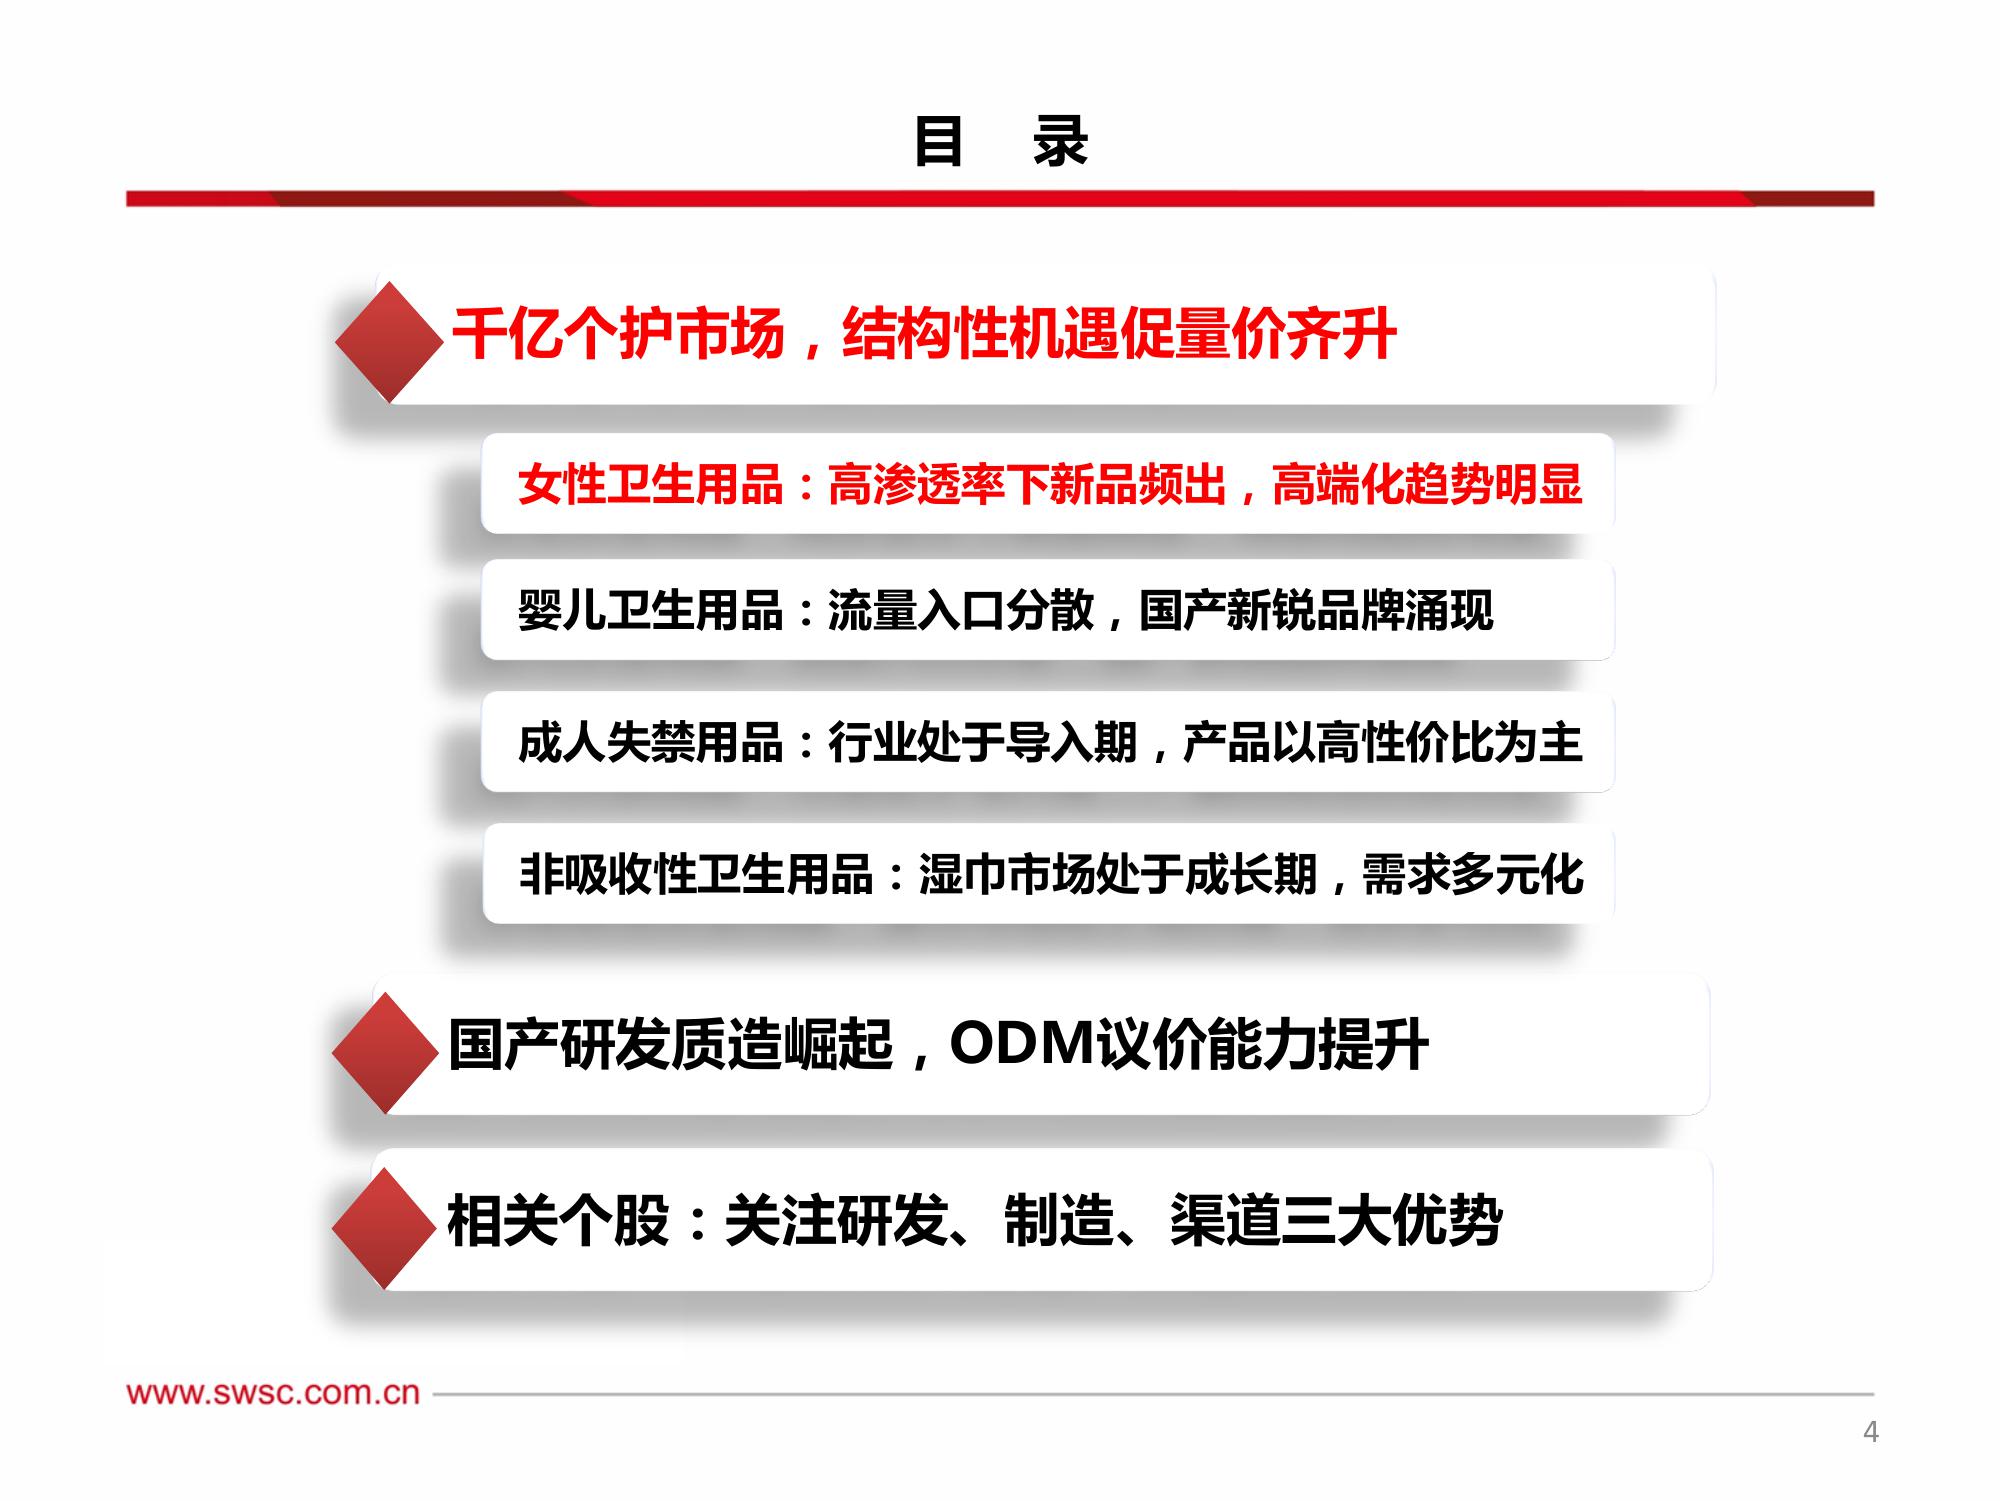 目 录
千亿个护市场，结构性机遇促量价齐升
女性卫生用品：高渗透率下新品频出，高端化趋势明显
婴儿卫生用品：流量入口分散，国产新锐品牌涌现
成人失禁用品：行业处于导入期，产品以高性价比为主
非吸收性卫生用品：湿巾市场处于成长期，需求多元化
国产研发质造崛起，ODM议价能力提升
相关个股：关注研发、制造、渠道三大优势
www.swsc.com.cn
4